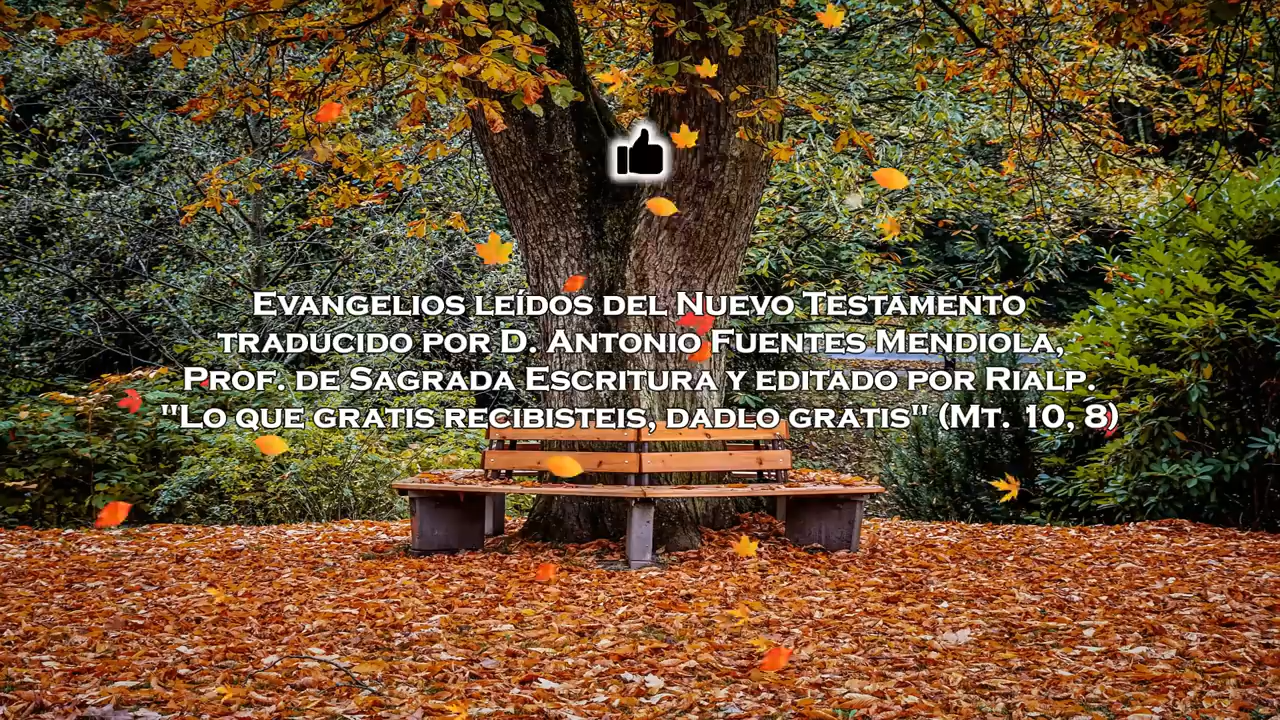 Evangelios leídos del Nuevo Testamento
traducido por D. Antonio Fuentes Mendiola,
Prof. de Sagrada Escritura y editado por Rialp.
"Lo que gratis recibisteis, dadlo gratis" (Mt. 10, 8)